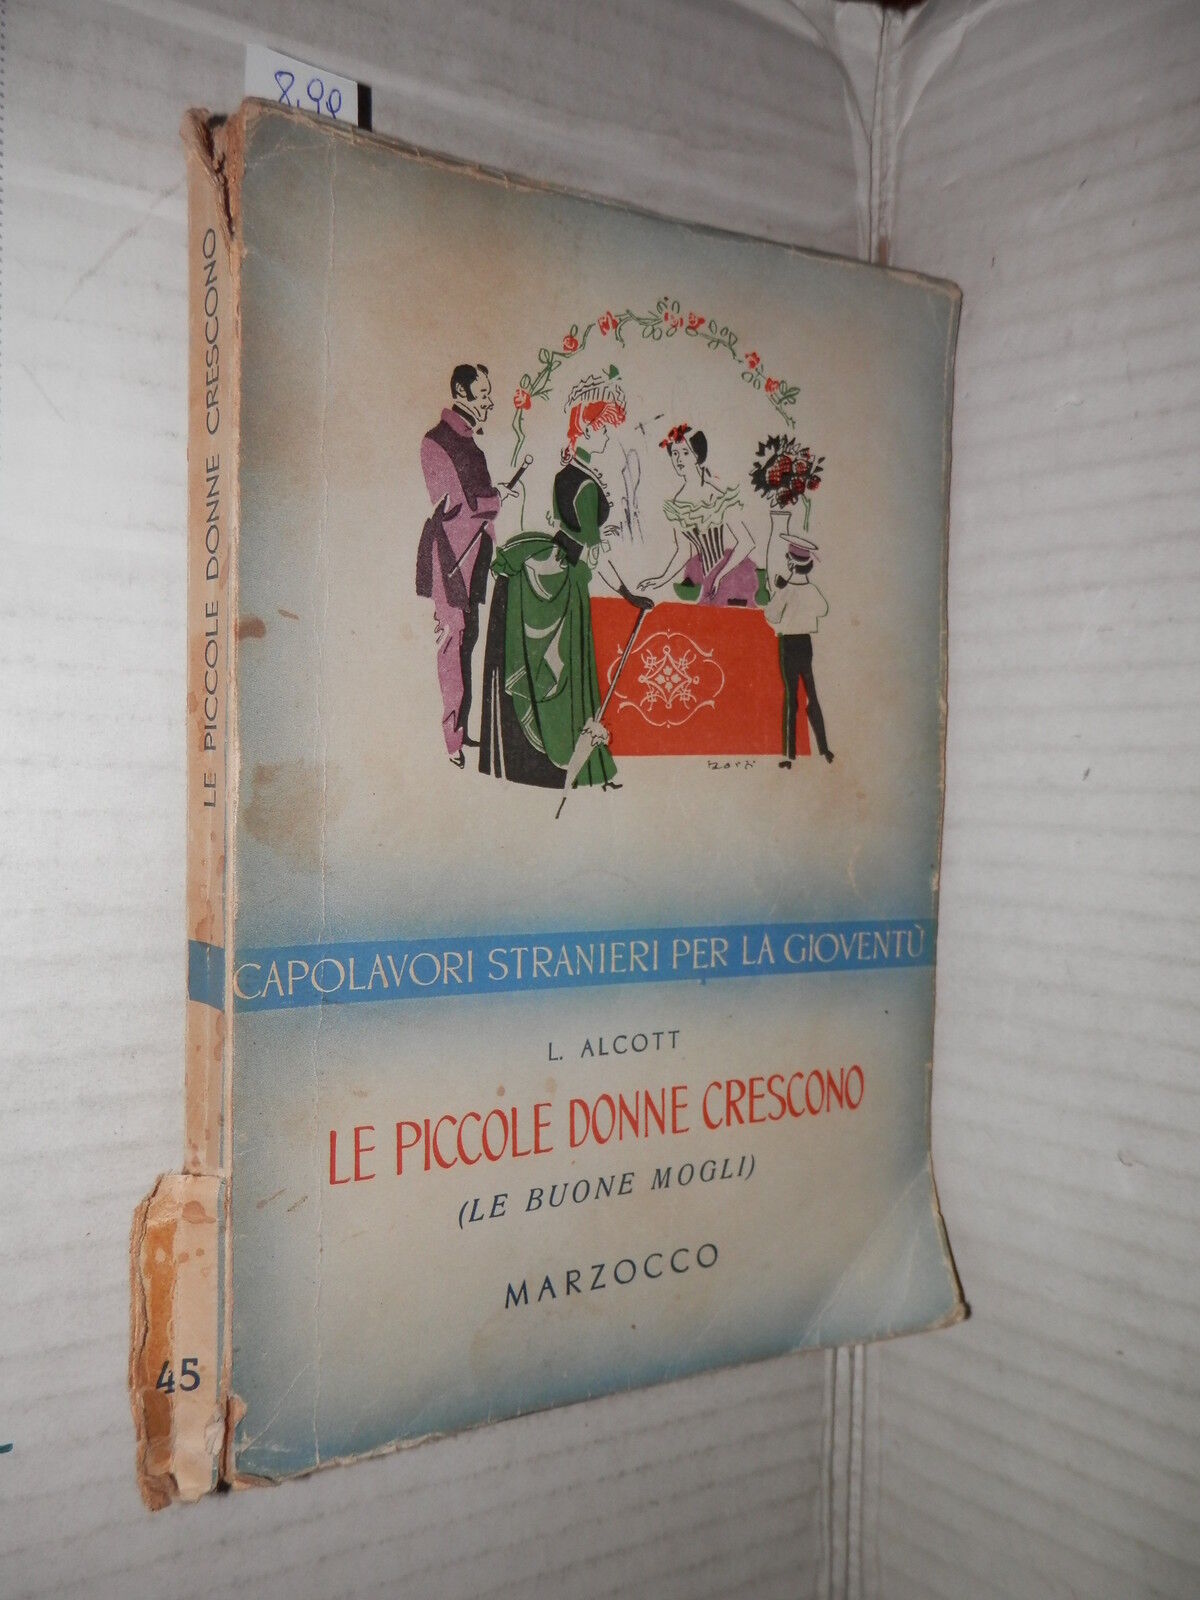 8,90
LE PICCOLE DONNE CRESCONO
CAPOLAVORI STRANIERI PER LA GIOVENTÙ
L. ALCOTT
LE PICCOLE DONNE CRESCONO
(LE BUONE MOGLI)
MARZOCCO
45